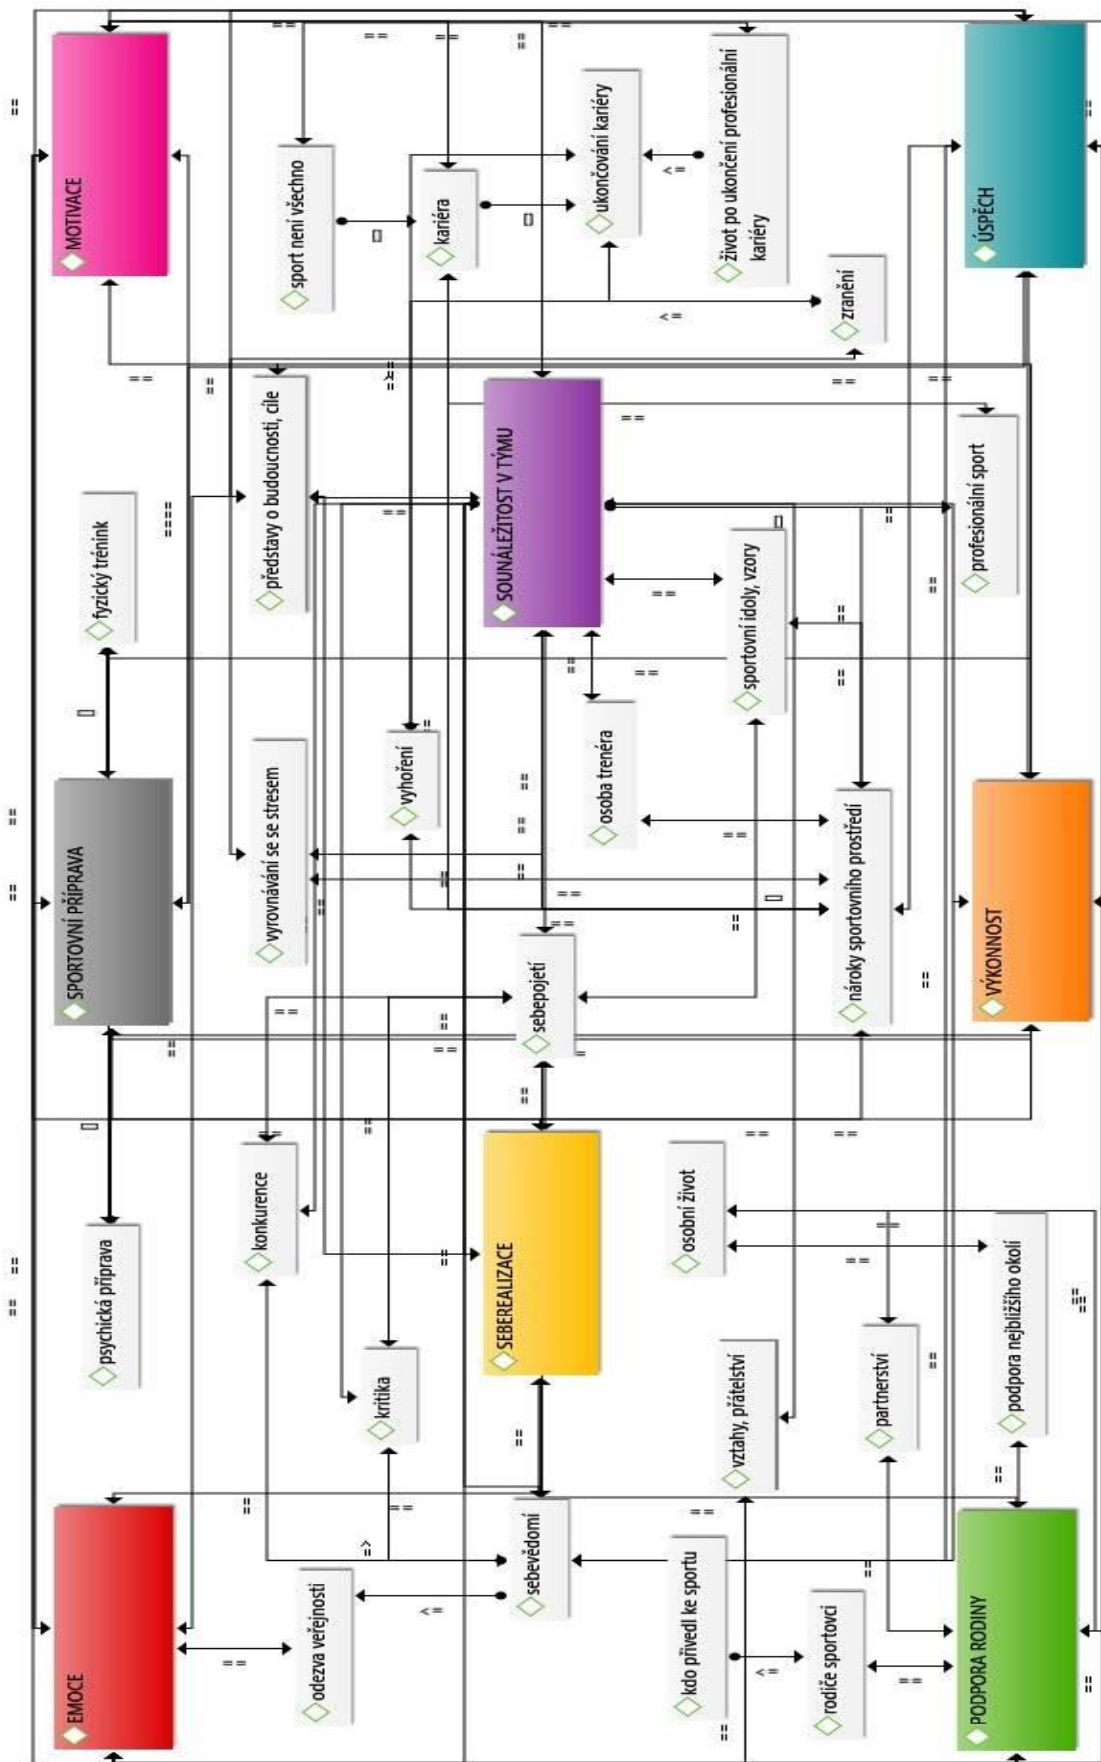 EMOCE
SPORTOVNÍ PŘÍPRAVA
MOTIVACE
psychická příprava
fyzický trénink
odezva veřejnosti
konkurence
vyrovnávání se se stresem
představy o budoucnosti, cíle
sport není všechno
kritika
vyhoření
kariéra
sebevědomí
SEBEREALIZACE
sebepojetí
SOUNÁLEŽITOST V TÝMU
ukončování kariéry
kdo přivedl ke sportu
osobní život
osoba trenéra
vztahy, přátelství
sportovní idoly, vzory
život po ukončení profesionální
kariéry
rodiče sportovci
partnerství
nároky sportovního prostředí
zranění
podpora nejbližšího okolí
profesionální sport
PODPORA RODINY
VÝKONNOST
ÚSPĚCH